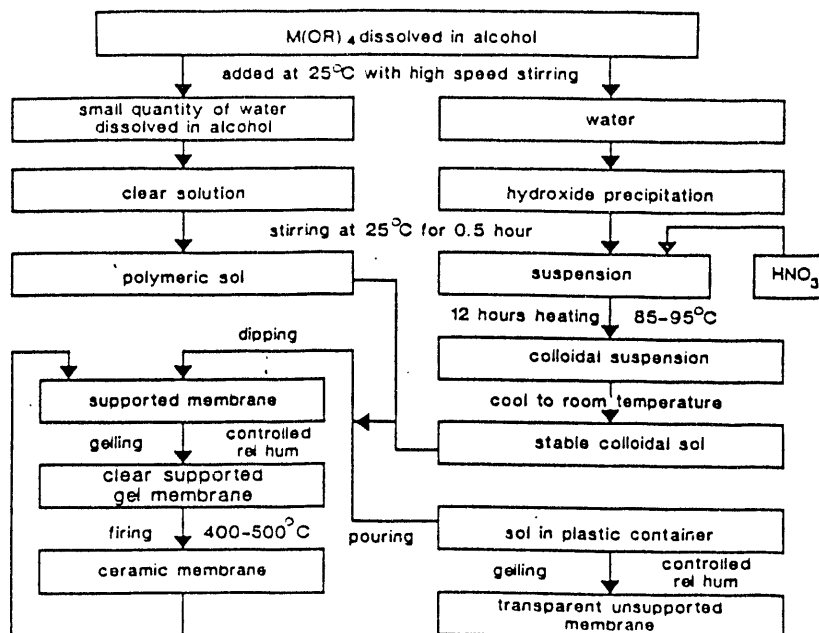 M(OR)4 dissolved in alcohol
added at 25°C with high speed stirring
small quantity of water
dissolved in alcohol
water
clear solution
hydroxide precipitation
stirring at 25°C for 0.5 hour
polymeric sol
suspension
HNO3
12 hours heating 85-95°C
dipping
colloidal suspension
supported membrane
cool to room temperature
gelling controlled
rel hum
stable colloidal sol
clear supported
gel membrane
firing 400-500°C
pouring
sol in plastic container
ceramic membrane
gelling controlled
rel hum
transparent unsupported
membrane